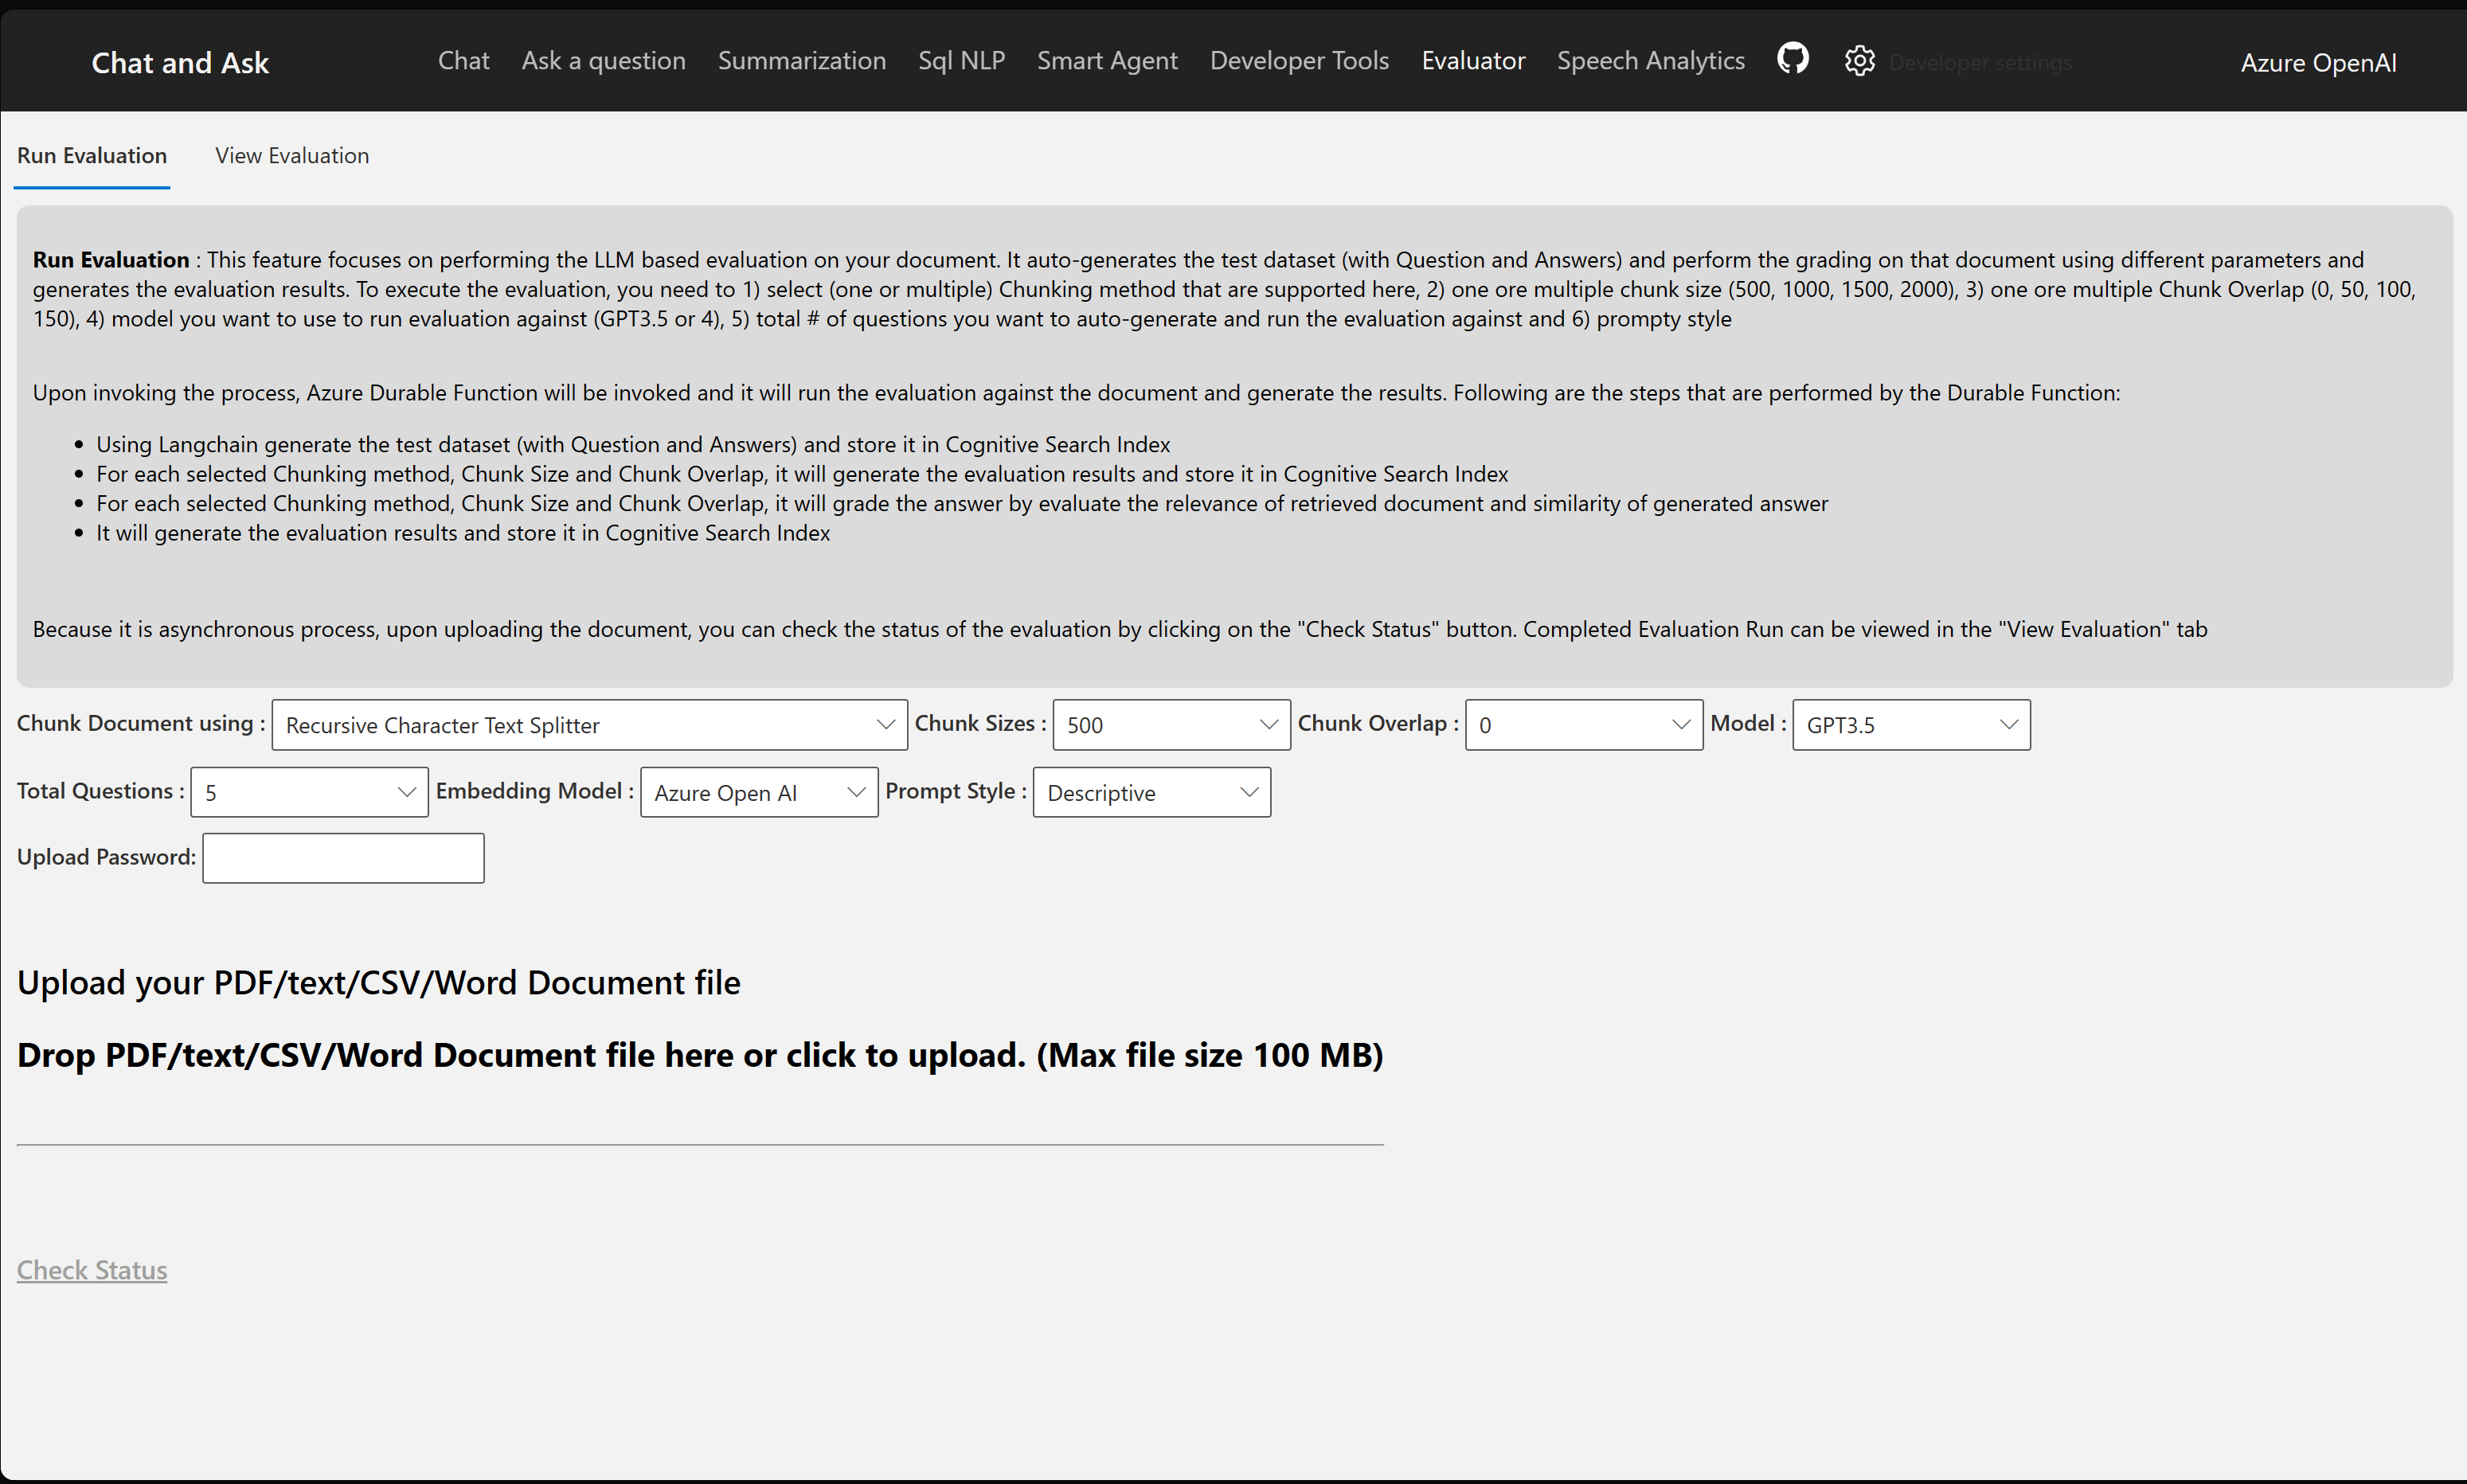 Chat and Ask
Chat
Ask a question
Summarization
Sql NLP
Smart Agent
Developer Tools
Evaluator
Speech Analytics
Developer settings
Azure OpenAI
Run Evaluation
View Evaluation
Run Evaluation : This feature focuses on performing the LLM based evaluation on your document. It auto-generates the test dataset (with Question and Answers) and perform the grading on that document using different parameters and
generates the evaluation results. To execute the evaluation, you need to 1) select (one or multiple) Chunking method that are supported here, 2) one ore multiple chunk size (500, 1000, 1500, 2000), 3) one ore multiple Chunk Overlap (0, 50, 100,
150), 4) model you want to use to run evaluation against (GPT3.5 or 4), 5) total # of questions you want to auto-generate and run the evaluation against and 6) prompty style
Upon invoking the process, Azure Durable Function will be invoked and it will run the evaluation against the document and generate the results. Following are the steps that are performed by the Durable Function:
• Using Langchain generate the test dataset (with Question and Answers) and store it in Cognitive Search Index
• For each selected Chunking method, Chunk Size and Chunk Overlap, it will generate the evaluation results and store it in Cognitive Search Index
• For each selected Chunking method, Chunk Size and Chunk Overlap, it will grade the answer by evaluate the relevance of retrieved document and similarity of generated answer
• It will generate the evaluation results and store it in Cognitive Search Index
Because it is asynchronous process, upon uploading the document, you can check the status of the evaluation by clicking on the "Check Status" button. Completed Evaluation Run can be viewed in the "View Evaluation" tab
Chunk Document using : Recursive Character Text Splitter Chunk Sizes : 500 Chunk Overlap : 0 Model : GPT3.5
Total Questions : 5 Embedding Model : Azure Open AI Prompt Style : Descriptive
Upload Password:
Upload your PDF/text/CSV/Word Document file
Drop PDF/text/CSV/Word Document file here or click to upload. (Max file size 100 MB)
Check Status